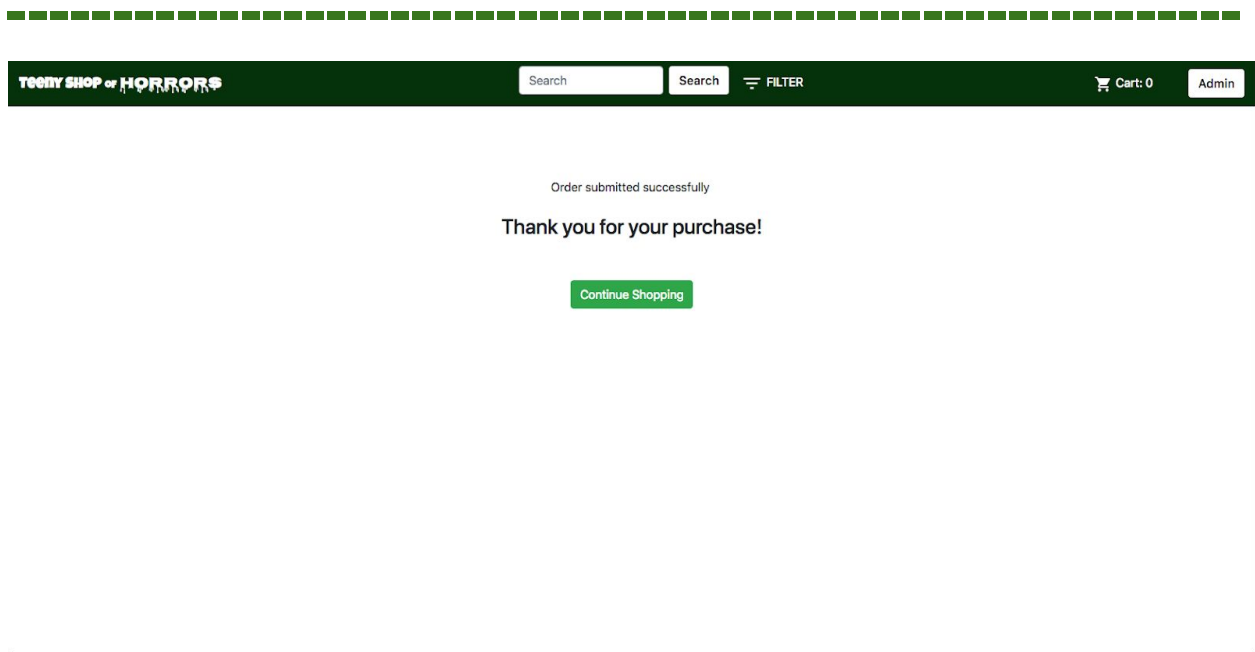 TEENY SHOP OF HORRORS Search Search FILTER Cart: 0 Admin
Order submitted successfully
Thank you for your purchase!
Continue Shopping